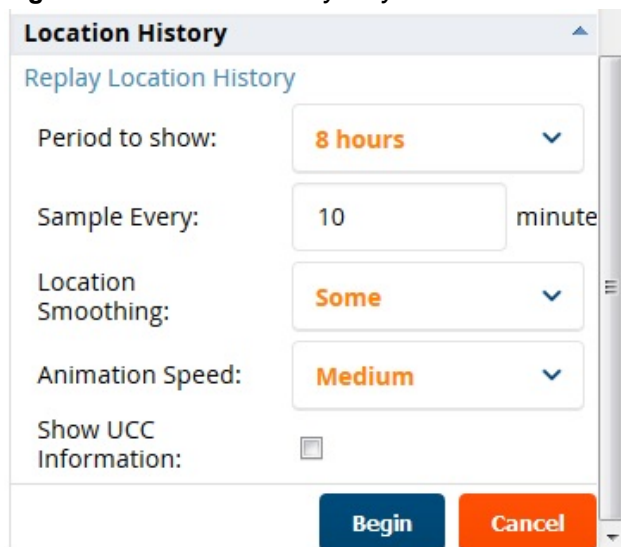 Location History
Replay Location History
Period to show: 8 hours
Sample Every: 10 minute
Location
Smoothing: Some
Animation Speed: Medium
Show UCC
Information:
Begin Cancel